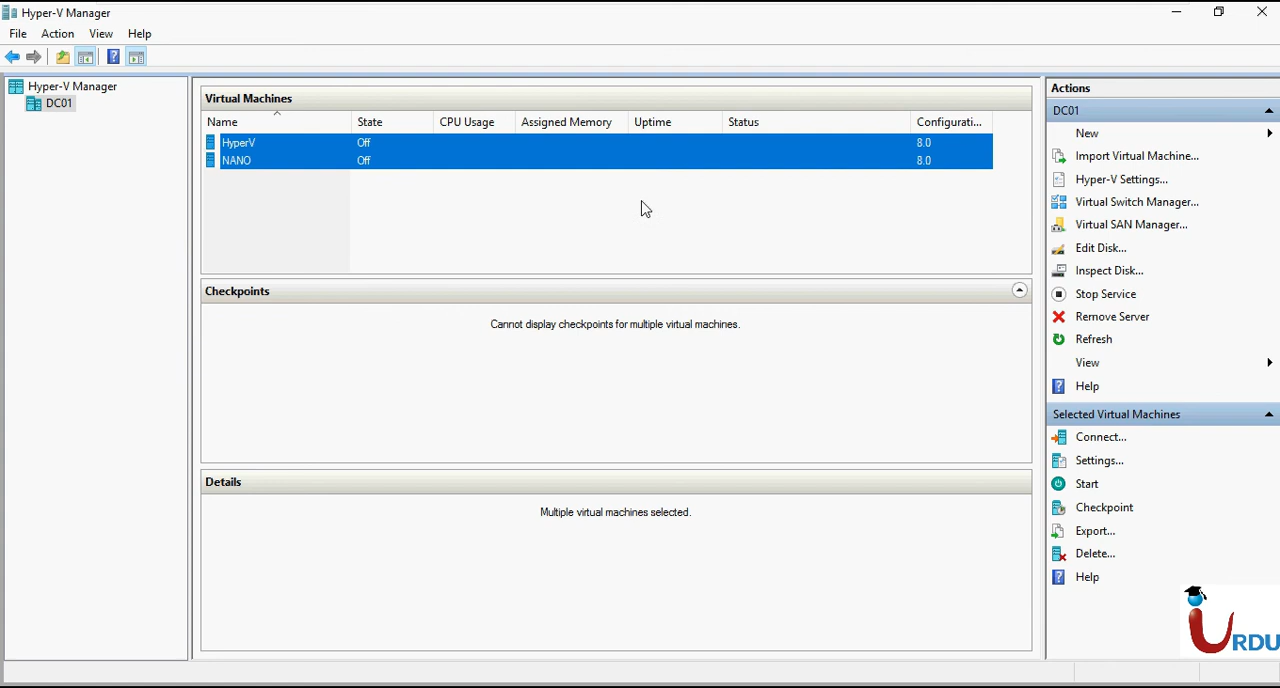 Hyper-V Manager
File Action View Help
Hyper-V Manager
DC01
Virtual Machines
Name State CPU Usage Assigned Memory Uptime Status Configurati...
HyperV Off 8.0
NANO Off 8.0
Checkpoints
Cannot display checkpoints for multiple virtual machines.
Details
Multiple virtual machines selected.
Actions
DC01
New
Import Virtual Machine...
Hyper-V Settings...
Virtual Switch Manager...
Virtual SAN Manager...
Edit Disk...
Inspect Disk...
Stop Service
Remove Server
Refresh
View
Help
Selected Virtual Machines
Connect...
Settings...
Start
Checkpoint
Export...
Delete...
Help
URDU